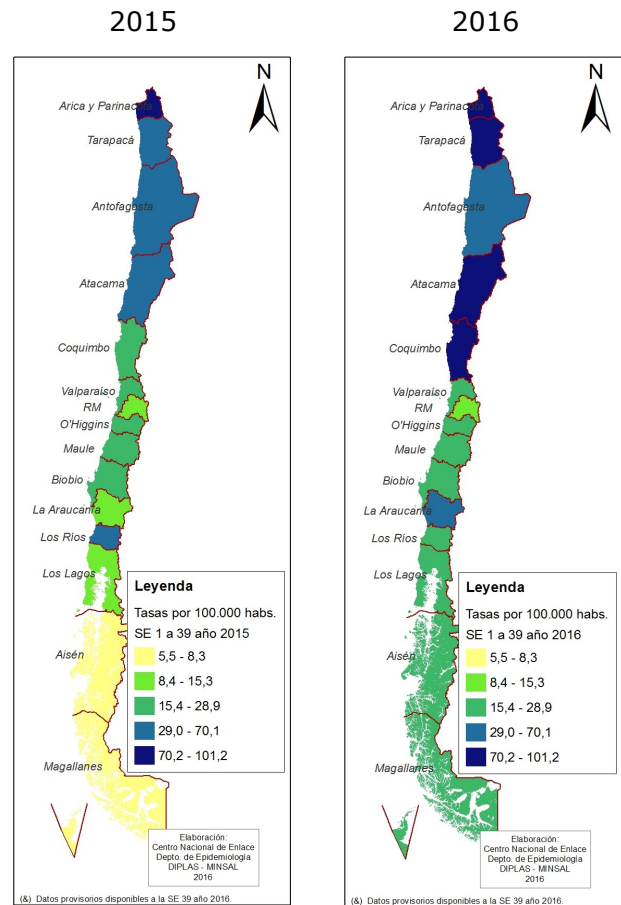 2015
N
Arica y Parinacota
Tarapacá
Antofagasta
Atacama
Coquimbo
Valparaíso
RM
O'Higgins
Maule
Biobio
La Araucanía
Los Rios
Los Lagos
Aisén
Magallanes
Leyenda
Tasas por 100.000 habs.
SE 1 a 39 año 2015
5,5 - 8,3
8,4 - 15,3
15,4 - 28,9
29,0 - 70,1
70,2 - 101,2
Elaboración:
Centro Nacional de Enlace
Depto. de Epidemiología
DIPLAS - MINSAL
2016
(&) Datos provisorios disponibles a la SE 39 año 2016.
2016
N
Arica y Parinacota
Tarapacá
Antofagasta
Atacama
Coquimbo
Valparaíso
RM
O'Higgins
Maule
Biobio
La Araucanía
Los Rios
Los Lagos
Aisén
Magallanes
Leyenda
Tasas por 100.000 habs.
SE 1 a 39 año 2016
5,5 - 8,3
8,4 - 15,3
15,4 - 28,9
29,0 - 70,1
70,2 - 101,2
Elaboración:
Centro Nacional de Enlace
Depto. de Epidemiología
DIPLAS - MINSAL
2016
(&) Datos provisorios disponibles a la SE 39 año 2016.